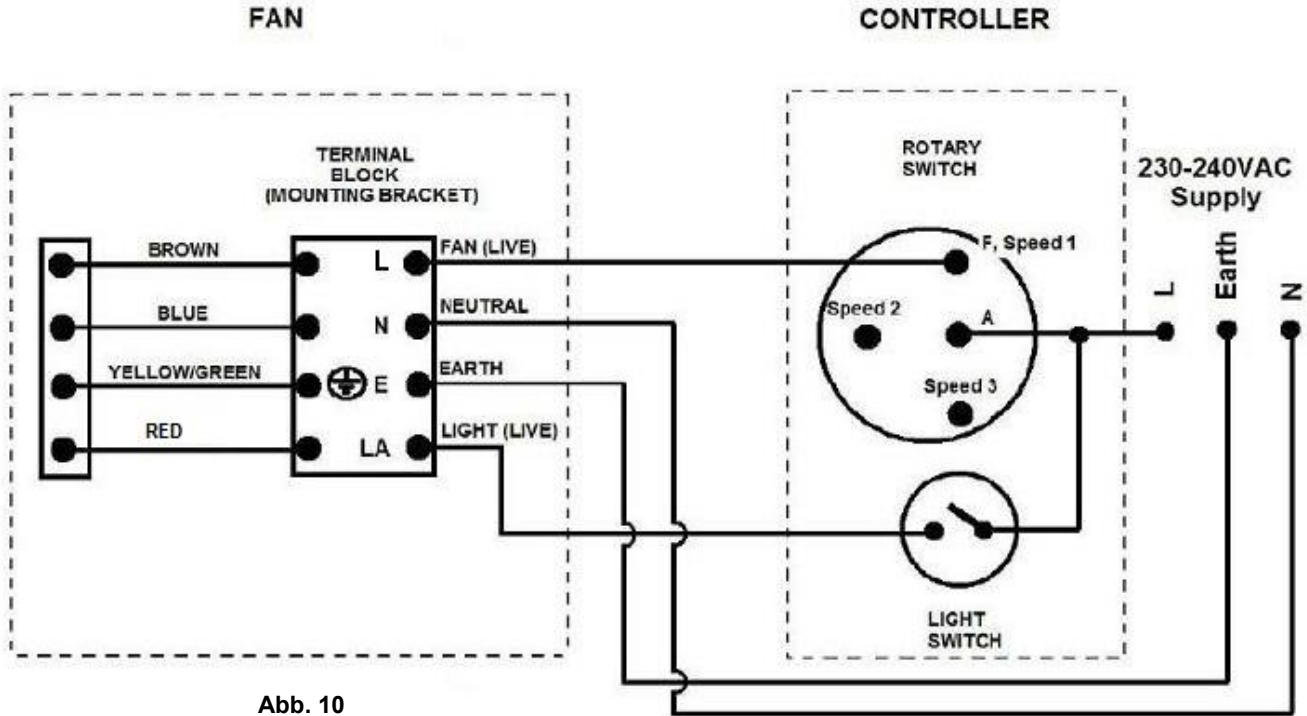 FAN
CONTROLLER
TERMINAL
BLOCK
(MOUNTING BRACKET)
BROWN
BLUE
YELLOW/GREEN
RED
L
N
E
LA
FAN (LIVE)
NEUTRAL
EARTH
LIGHT (LIVE)
ROTARY
SWITCH
F, Speed 1
Speed 2
A
Speed 3
LIGHT
SWITCH
230-240VAC
Supply
L
Earth
N
Abb. 10